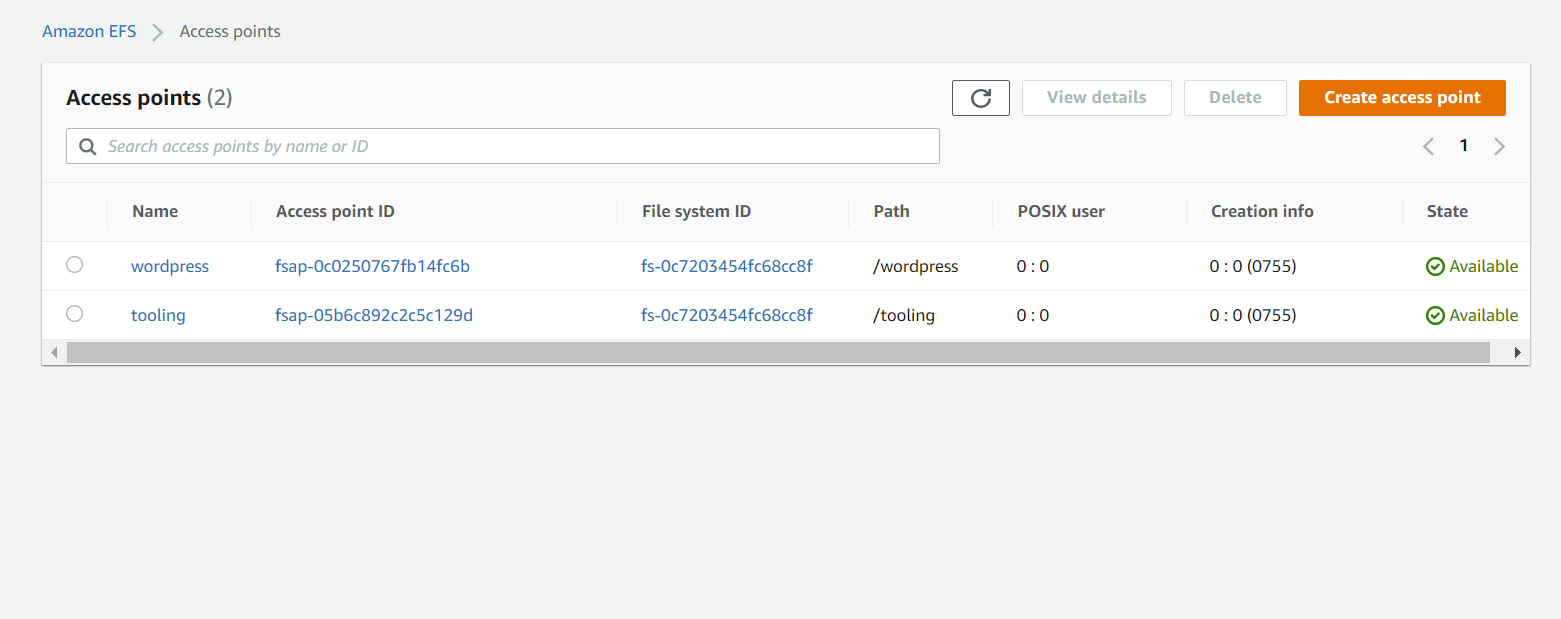 Amazon EFS Access points
Access points (2) View details Delete Create access point
Search access points by name or ID 1
Name Access point ID File system ID Path POSIX user Creation info State
wordpress fsap-0c0250767fb14fc6b fs-0c7203454fc68cc8f /wordpress 0 : 0 0 : 0 (0755) Available
tooling fsap-05b6c892c2c5c129d fs-0c7203454fc68cc8f /tooling 0 : 0 0 : 0 (0755) Available